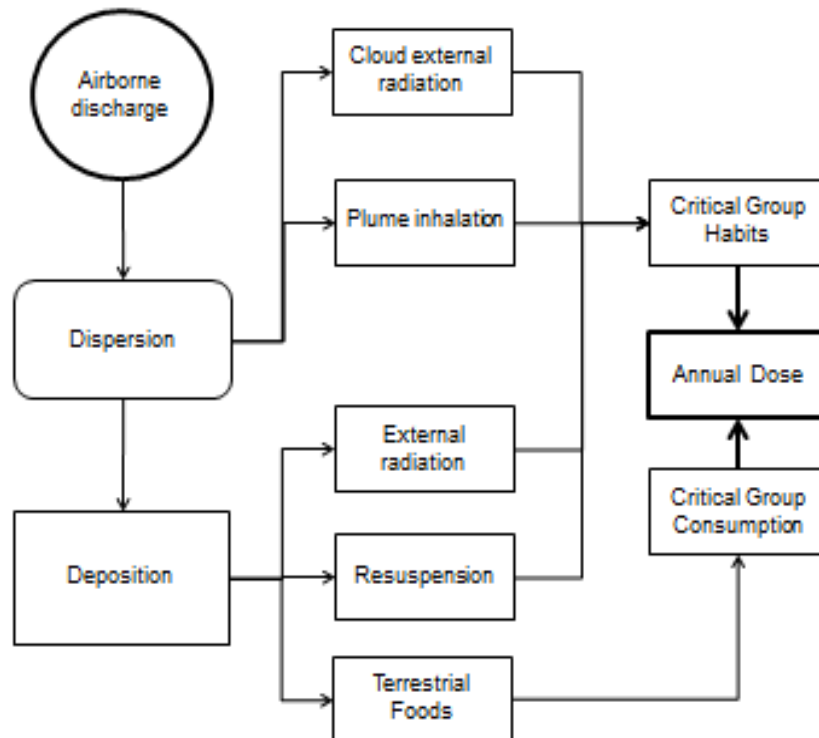 Airborne
discharge
Cloud external
radiation
Plume inhalation
Critical Group
Habits
Dispersion
Annual Dose
External
radiation
Critical Group
Consumption
Deposition
Resuspension
Terrestrial
Foods